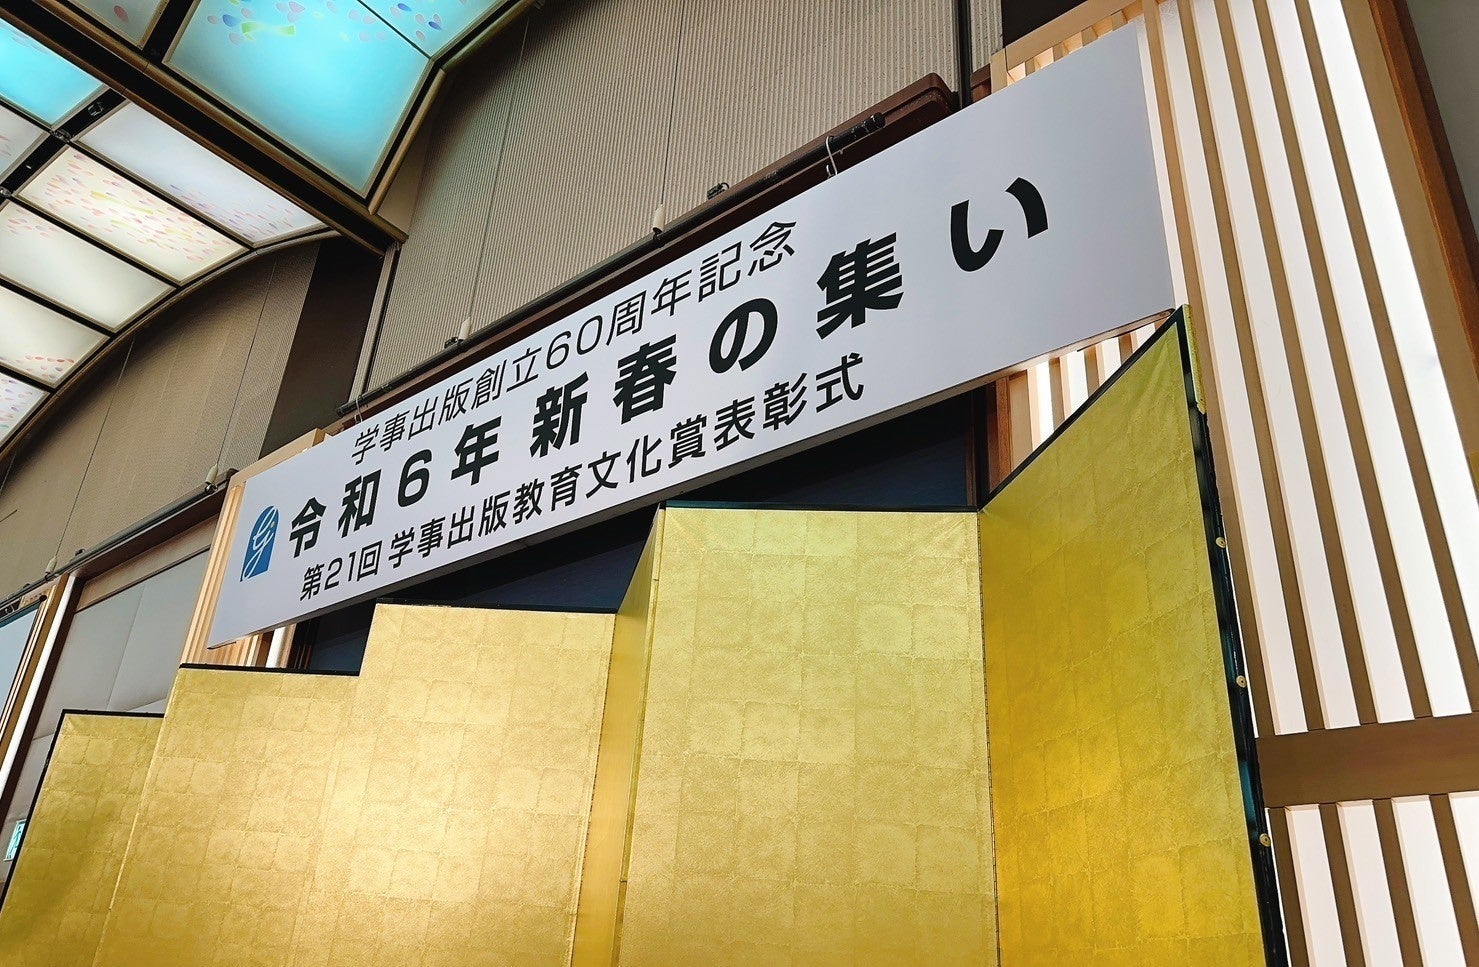 学事出版創立60周年記念
令和6年 新春の集い
第21回 学事出版教育文化賞表彰式